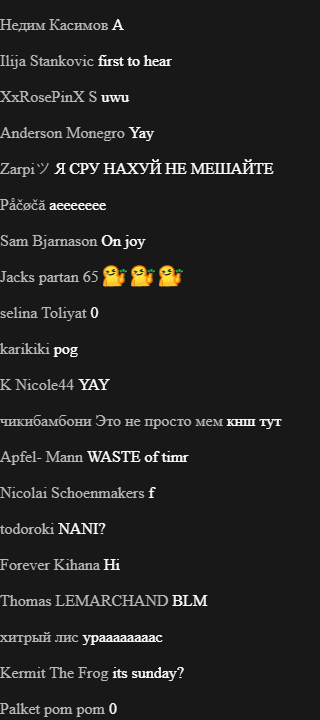 Недим Касимов А
Ilija Stankovic first to hear
XxRosePinX S uwu
Anderson Monegro Yay
Zarpiツ Я СРУ НАХУЙ НЕ МЕШАЙТЕ
Påčøčă aeeeeeee
Sam Bjarnason On joy
Jacks partan 65
selina Toliyat 0
karikiki pog
K Nicole44 YAY
чикибамбони Это не просто мем кнш тут
Apfel- Mann WASTE of timr
Nicolai Schoenmakers f
todoroki NANI?
Forever Kihana Hi
Thomas LEMARCHAND BLM
хитрый лис ураааааааас
Kermit The Frog its sunday?
Palket pom pom 0